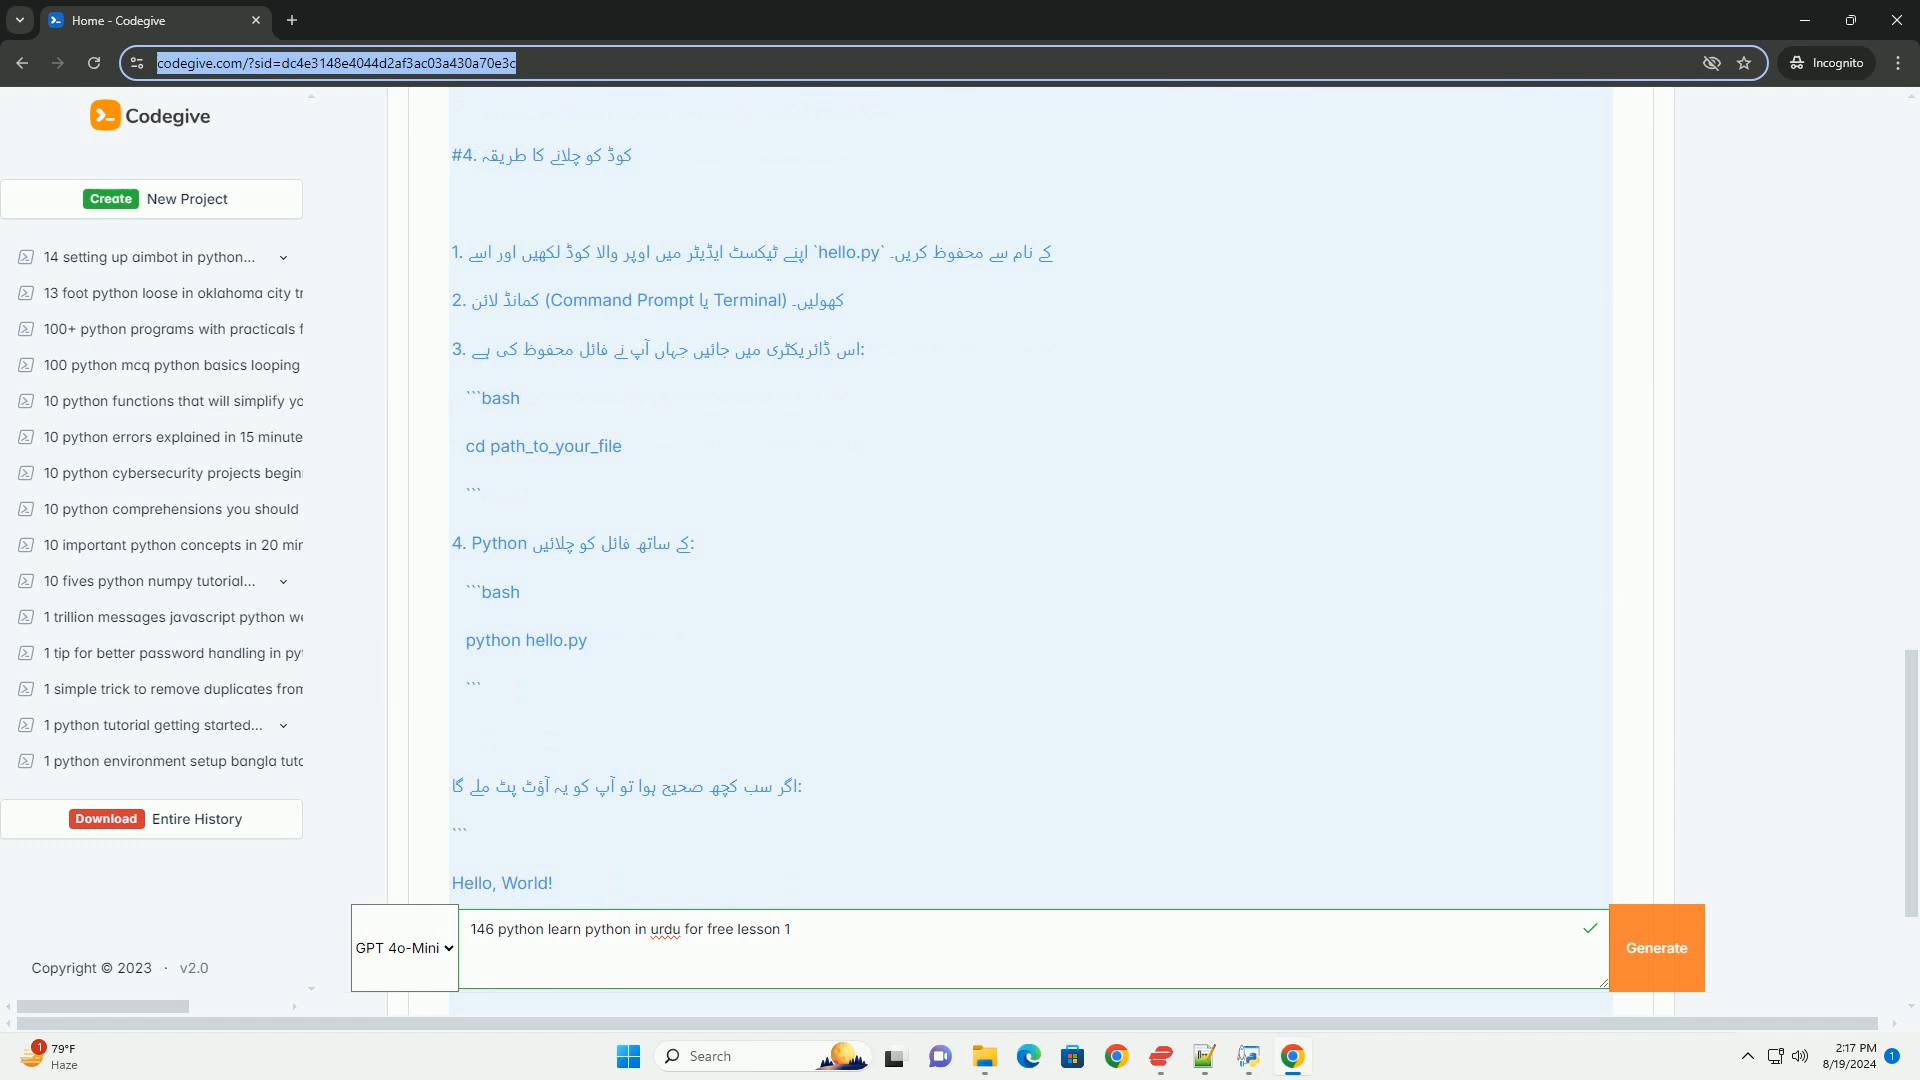 Home - Codegive
codegive.com/?sid=dc4e3148e4044d2af3ac03a430a70e3c
Incognito
Codegive
Create New Project
14 setting up aimbot in python...
13 foot python loose in oklahoma city tr
100+ python programs with practicals f
100 python mcq python basics looping
10 python functions that will simplify yo
10 python errors explained in 15 minute
10 python cybersecurity projects begin
10 python comprehensions you should
10 important python concepts in 20 min
10 fives python numpy tutorial...
1 trillion messages javascript python we
1 tip for better password handling in pyt
1 simple trick to remove duplicates from
1 python tutorial getting started...
1 python environment setup bangla tuto
Download Entire History
Copyright © 2023 · v2.0
#4. کوڈ کو چلانے کا طریقہ
1. اپنے ٹیکسٹ ایڈیٹر میں اوپر والا کوڈ لکھیں اور اسے `hello.py` کے نام سے محفوظ کریں۔
2. کمانڈ لائن (Command Prompt یا Terminal) کھولیں۔
3. اس ڈائریکٹری میں جائیں جہاں آپ نے فائل محفوظ کی ہے:
```bash
cd path_to_your_file
```
4. Python کے ساتھ فائل کو چلائیں:
```bash
python hello.py
```
اگر سب کچھ صحیح ہوا تو آپ کو یہ آؤٹ پٹ ملے گا:
```
Hello, World!
GPT 4o-Mini
146 python learn python in urdu for free lesson 1
Generate
1
79°F
Haze
Search
2:17 PM
8/19/2024
1